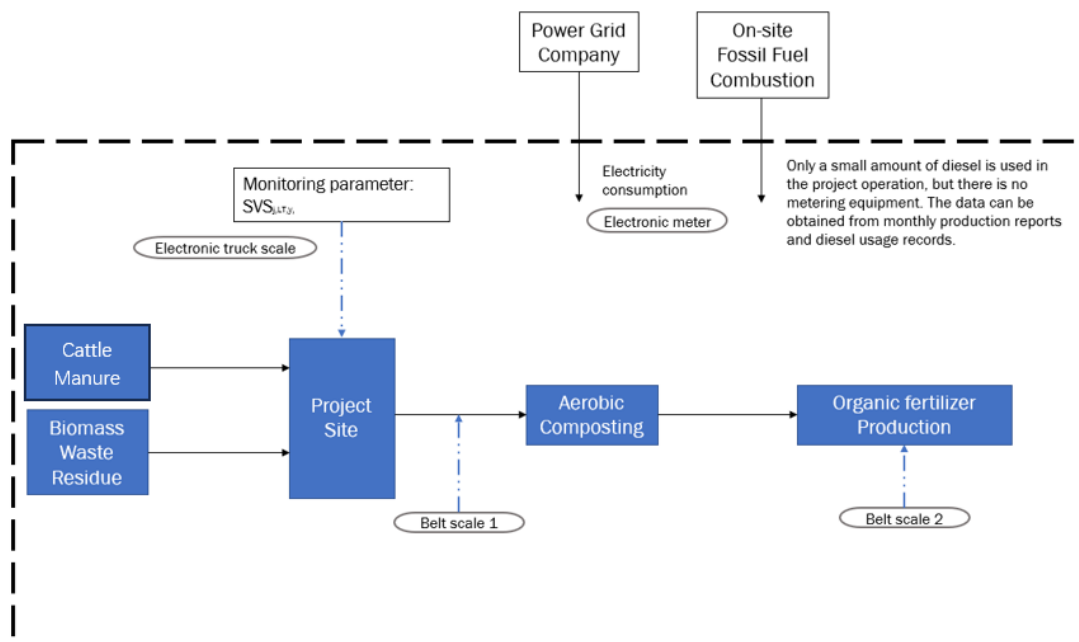 Power Grid
Company
On-site
Fossil Fuel
Combustion
Monitoring parameter:
SVSj,LT,y,
Electronic truck scale
Electricity
consumption
Electronic meter
Only a small amount of diesel is used in
the project operation, but there is no
metering equipment. The data can be
obtained from monthly production reports
and diesel usage records.
Cattle
Manure
Biomass
Waste
Residue
Project
Site
Aerobic
Composting
Organic fertilizer
Production
Belt scale 1
Belt scale 2